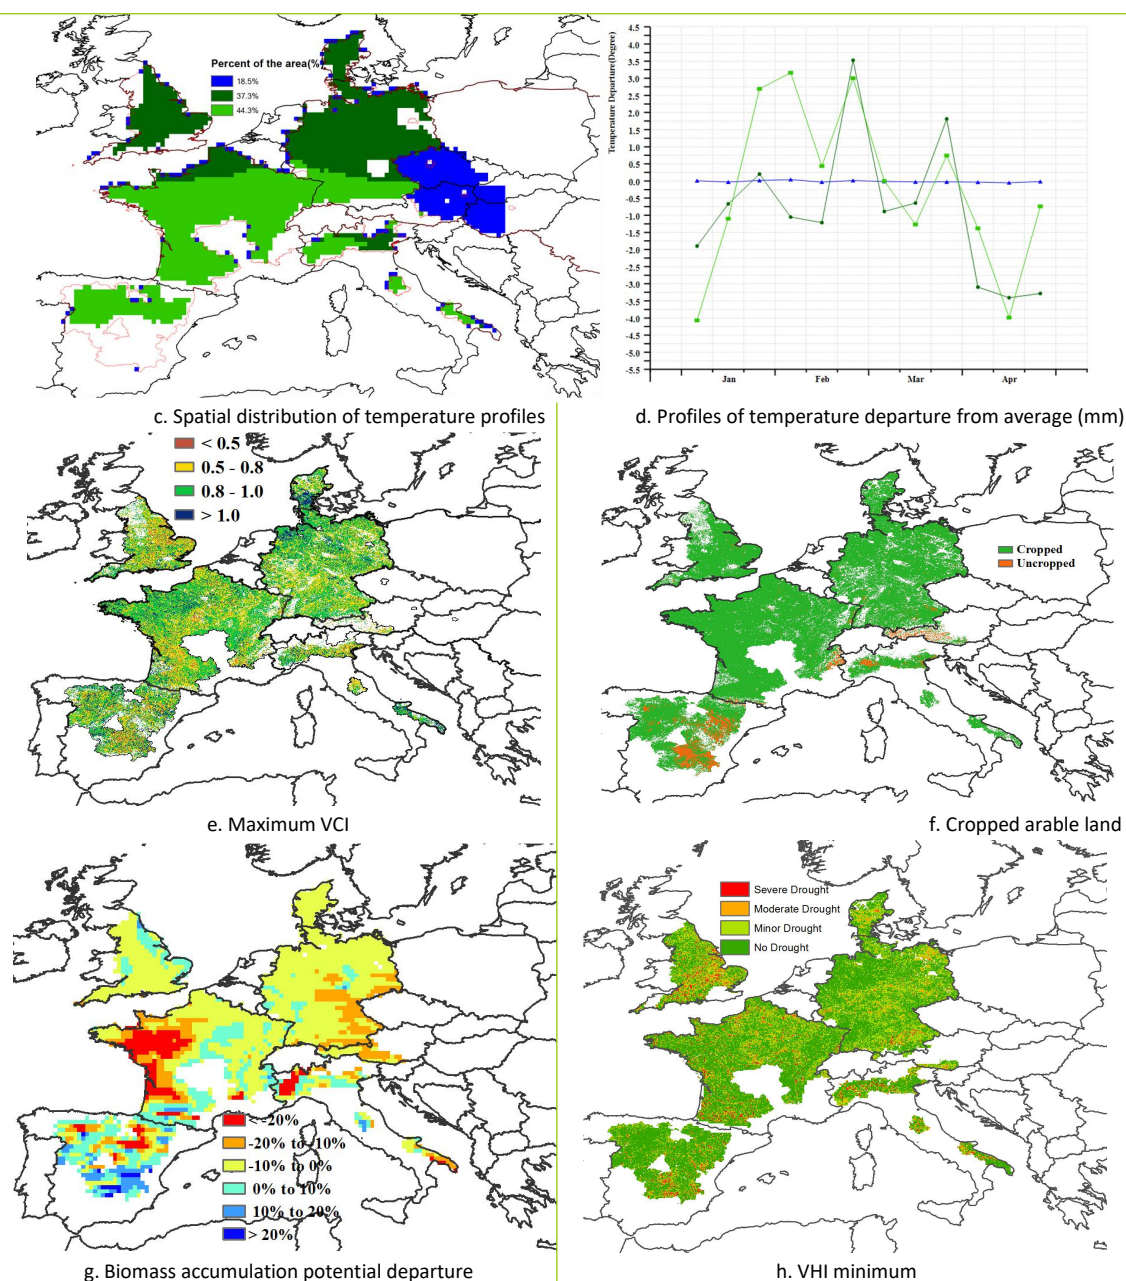 Percent of the area(%)
18.5%
37.3%
44.3%
Temperature Departure(Degree)
4.5
4.0
3.5
3.0
2.5
2.0
1.5
1.0
0.5
0.0
-0.5
-1.0
-1.5
-2.0
-2.5
-3.0
-3.5
-4.0
-4.5
-5.0
-5.5
Jan Feb Mar Apr
c. Spatial distribution of temperature profiles
d. Profiles of temperature departure from average (mm)
< 0.5
0.5 - 0.8
0.8 - 1.0
> 1.0
Cropped
Uncropped
e. Maximum VCI
f. Cropped arable land
<-20%
-20% to -10%
-10% to 0%
0% to 10%
10% to 20%
> 20%
Severe Drought
Moderate Drought
Minor Drought
No Drought
g. Biomass accumulation potential departure
h. VHI minimum